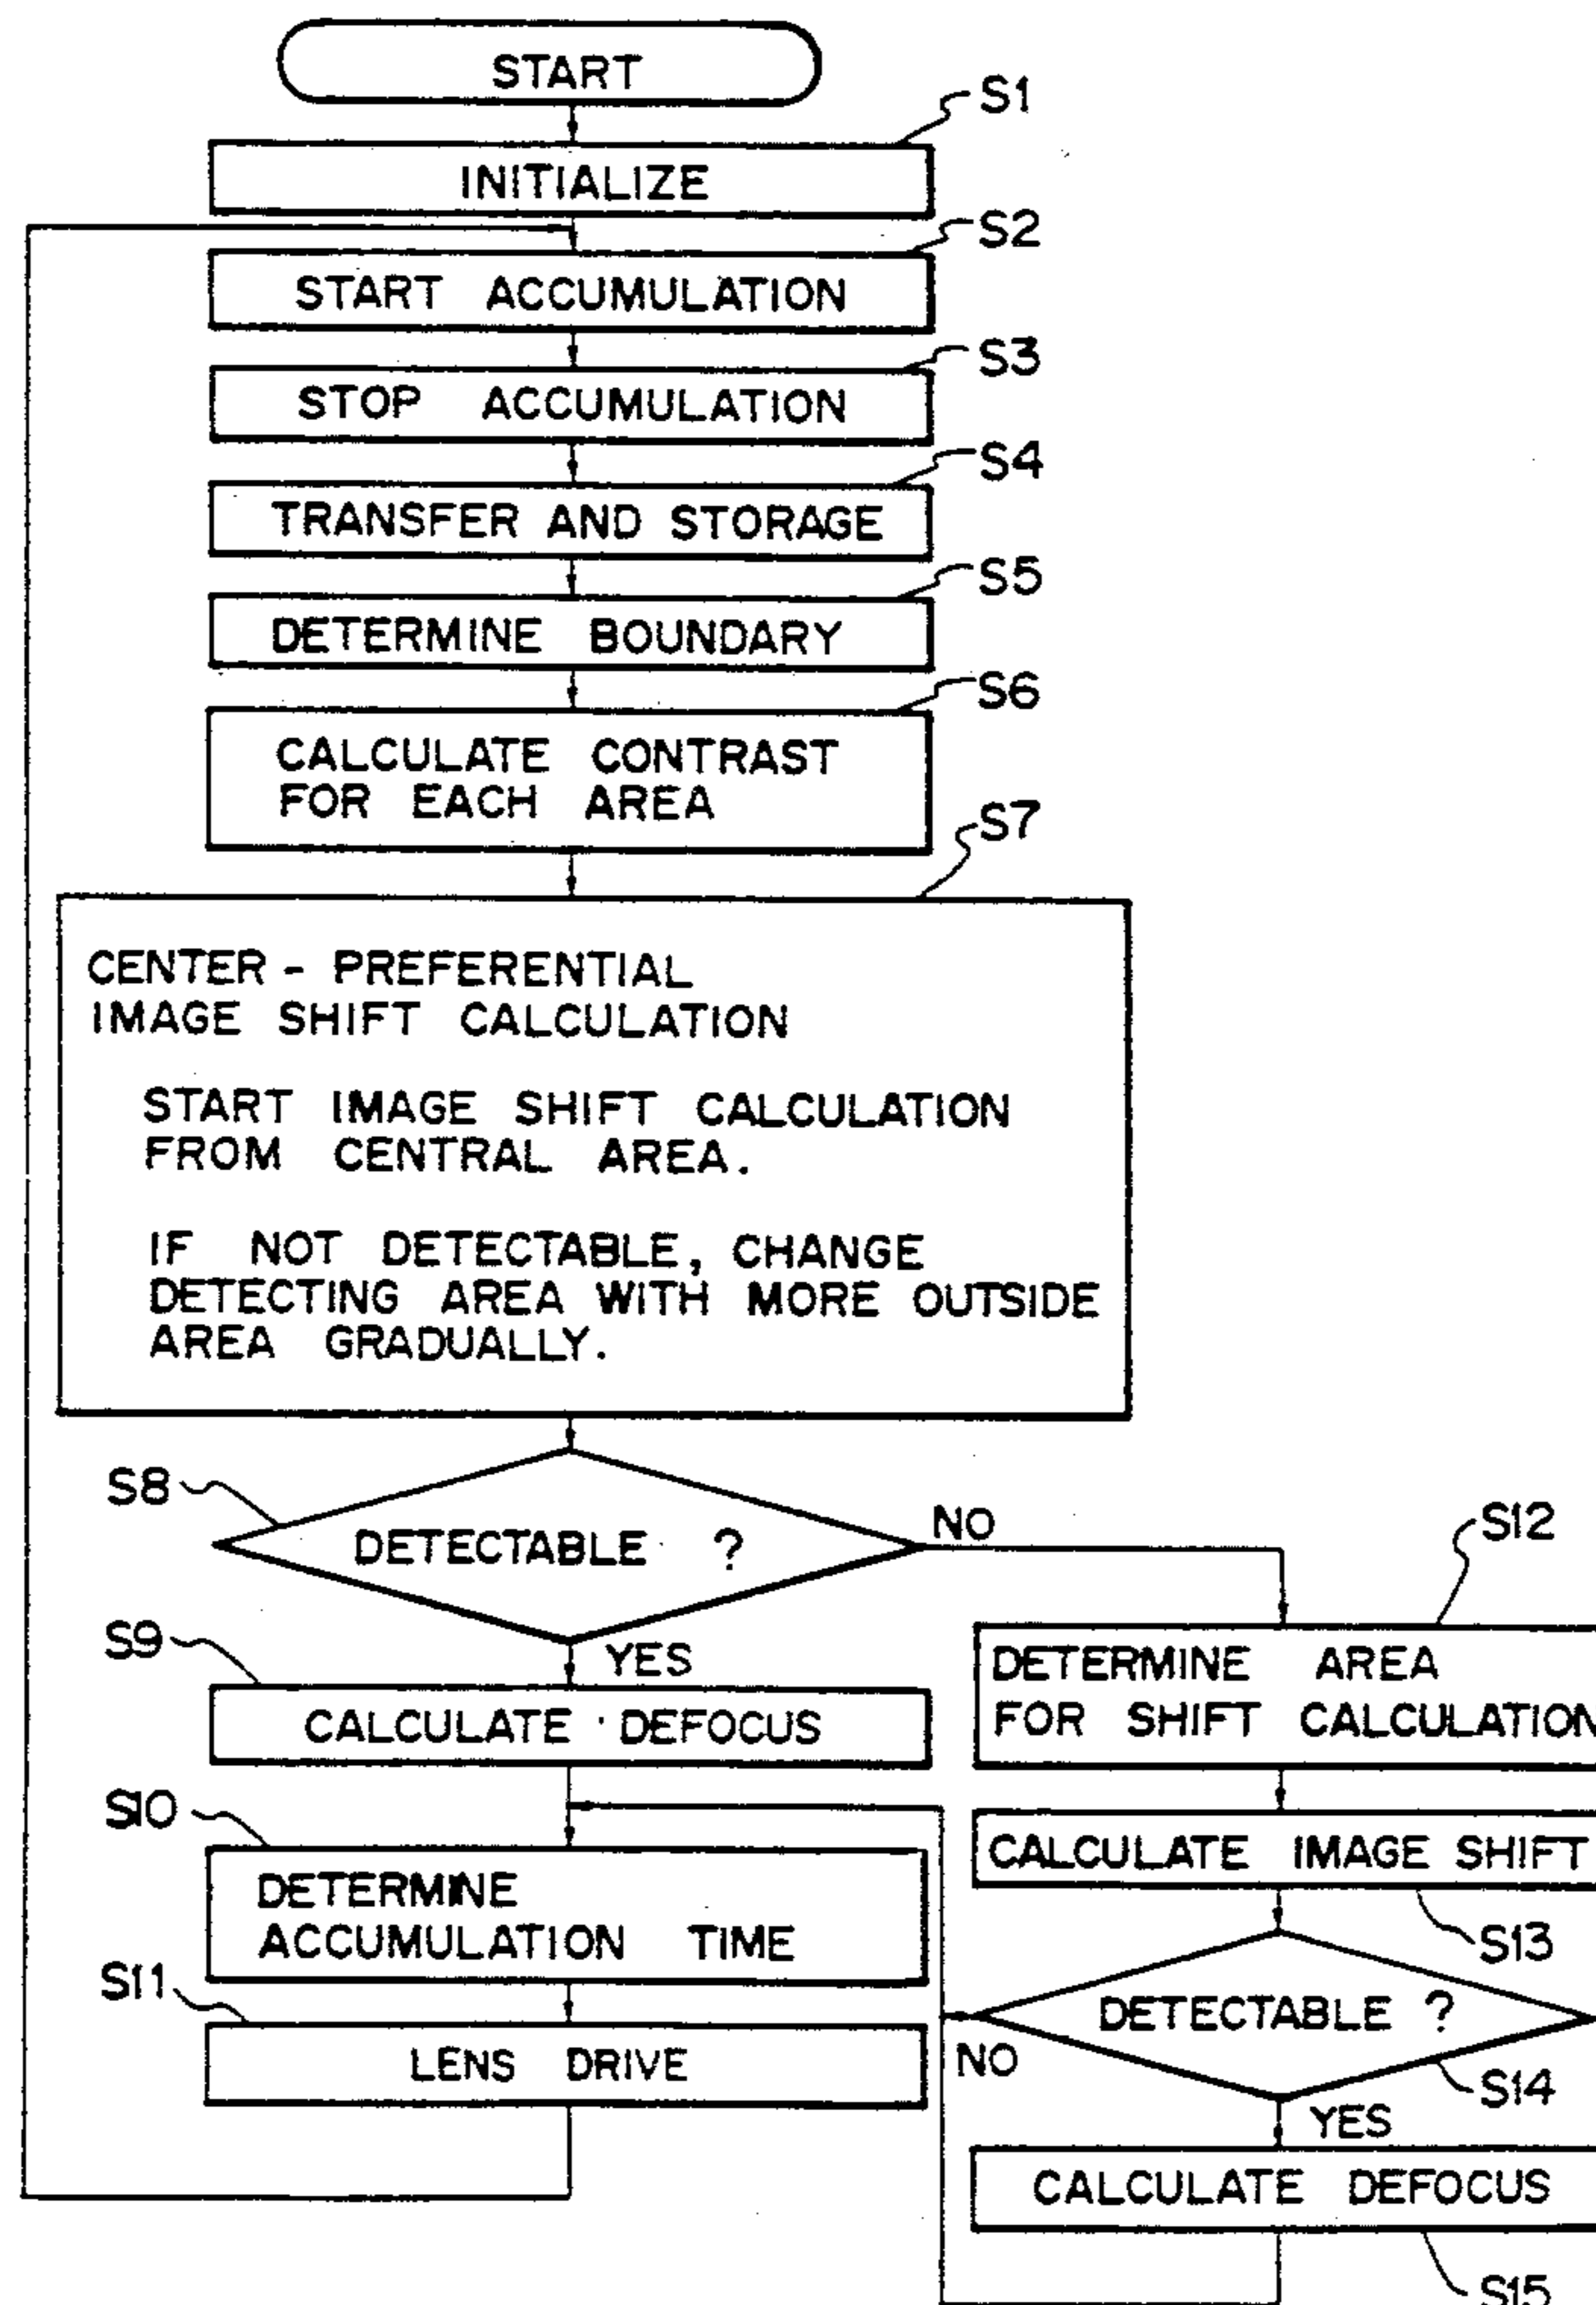 START
S1
INITIALIZE
S2
START ACCUMULATION
S3
STOP ACCUMULATION
S4
TRANSFER AND STORAGE
S5
DETERMINE BOUNDARY
S6
CALCULATE CONTRAST
FOR EACH AREA
S7
CENTER - PREFERENTIAL
IMAGE SHIFT CALCULATION
START IMAGE SHIFT CALCULATION
FROM CENTRAL AREA.
IF NOT DETECTABLE, CHANGE
DETECTING AREA WITH MORE OUTSIDE
AREA GRADUALLY.
S8
DETECTABLE ?
NO
YES
S9
CALCULATE DEFOCUS
S10
DETERMINE
ACCUMULATION TIME
S11
LENS DRIVE
S12
DETERMINE AREA
FOR SHIFT CALCULATION
CALCULATE IMAGE SHIFT
S13
DETECTABLE ?
NO
S14
YES
CALCULATE DEFOCUS
S15